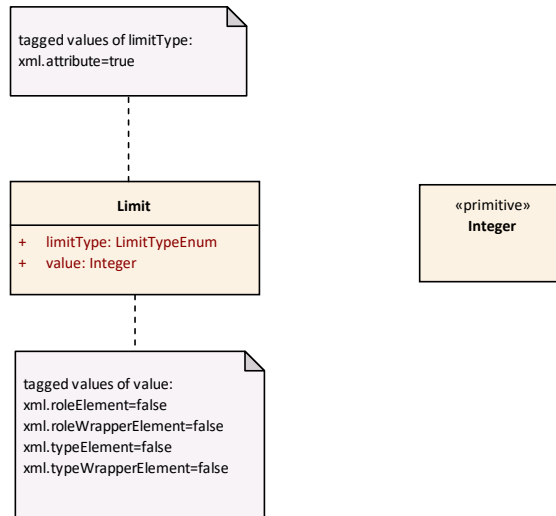 tagged values of limitType:
xml.attribute=true
Limit
+ limitType: LimitTypeEnum
+ value: Integer
«primitive»
Integer
tagged values of value:
xml.roleElement=false
xml.roleWrapperElement=false
xml.typeElement=false
xml.typeWrapperElement=false